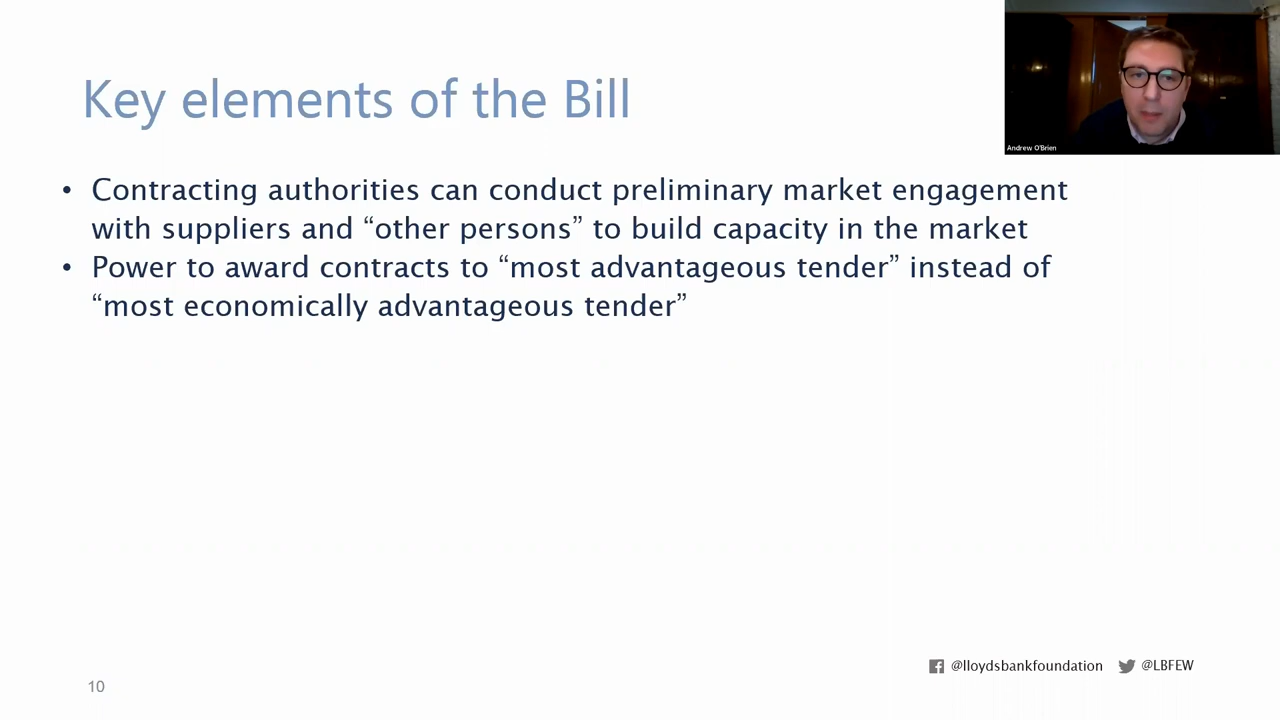 Key elements of the Bill
Andrew O'Brien
• Contracting authorities can conduct preliminary market engagement
with suppliers and “other persons” to build capacity in the market
• Power to award contracts to “most advantageous tender” instead of
“most economically advantageous tender”
@lloydsbankfoundation @LBFEW
10